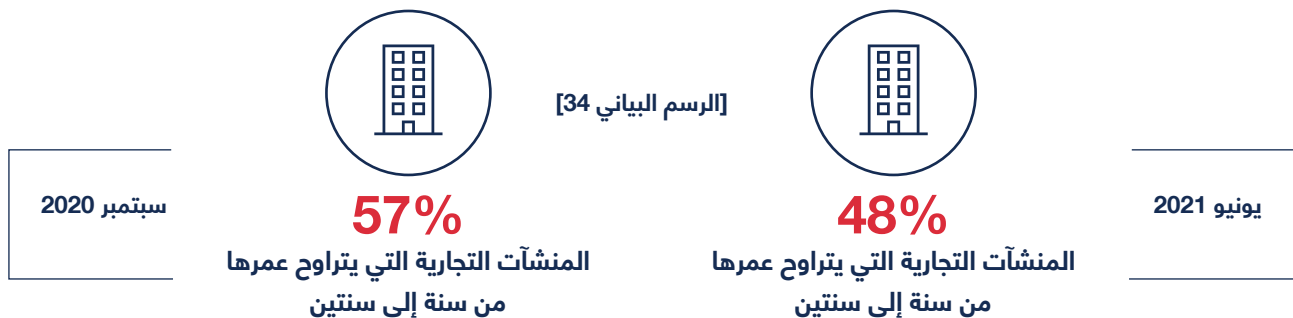 [الرسم البياني 34]
يونيو 2021
48%
المنشآت التجارية التي يتراوح عمرها
من سنة إلى سنتين
سبتمبر 2020
57%
المنشآت التجارية التي يتراوح عمرها
من سنة إلى سنتين